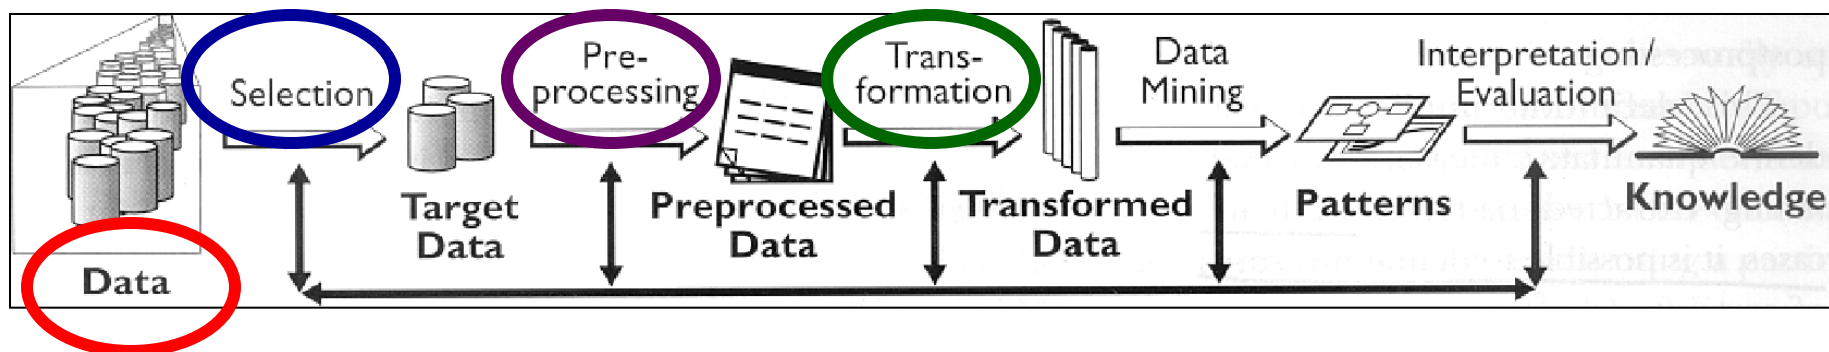 Selection
Pre-
processing
Trans-
formation
Data
Mining
Interpretation/
Evaluation
Data
Target
Data
Preprocessed
Data
Transformed
Data
Patterns
Knowledge